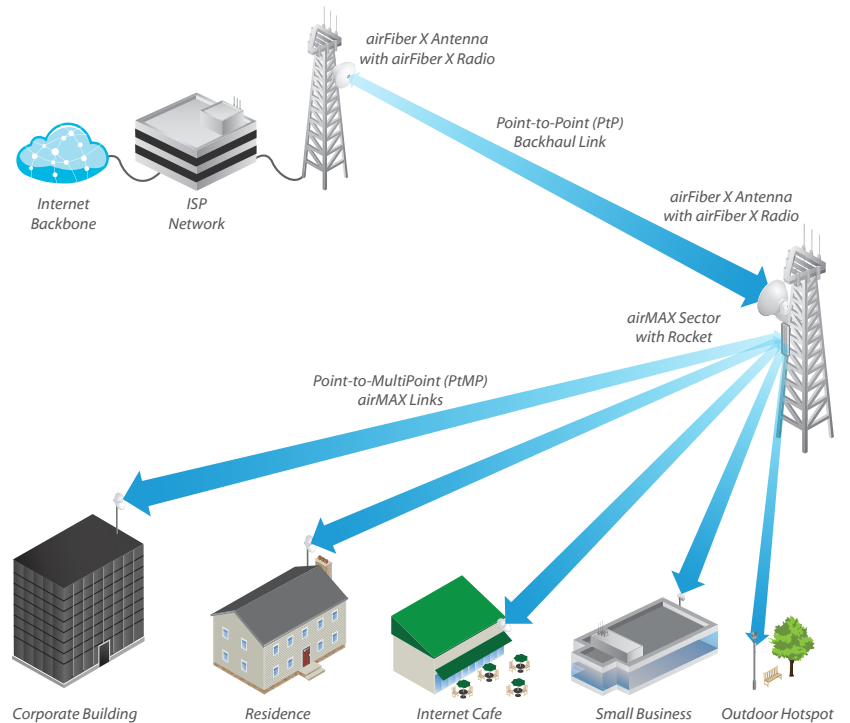 airFiber X Antenna
with airFiber X Radio
Point-to-Point (PtP)
Backhaul Link
Internet
Backbone
ISP
Network
airFiber X Antenna
with airFiber X Radio
airMAX Sector
with Rocket
Point-to-MultiPoint (PtMP)
airMAX Links
Corporate Building
Residence
Internet Cafe
Small Business
Outdoor Hotspot